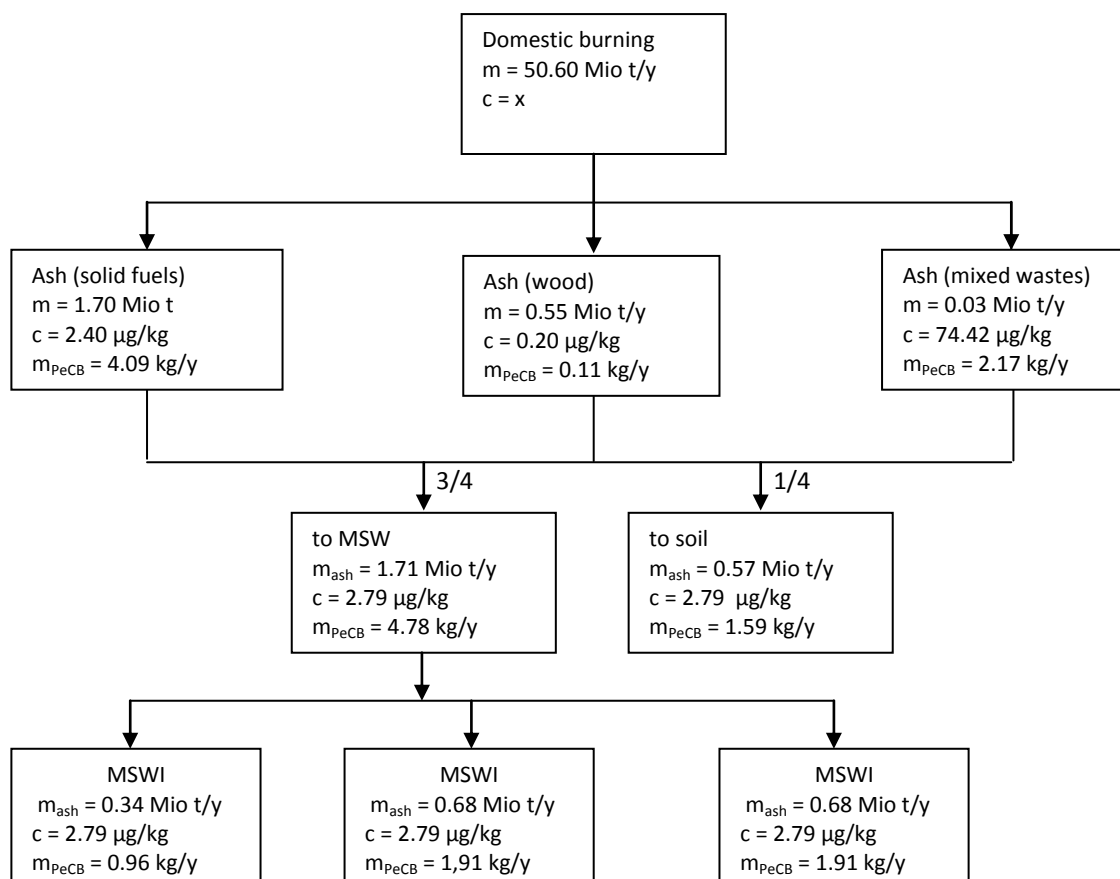 Domestic burning
m = 50.60 Mio t/y
c = x
Ash (solid fuels)
m = 1.70 Mio t
c = 2.40 µg/kg
mPeCB = 4.09 kg/y
Ash (wood)
m = 0.55 Mio t/y
c = 0.20 µg/kg
mPeCB = 0.11 kg/y
Ash (mixed wastes)
m = 0.03 Mio t/y
c = 74.42 µg/kg
mPeCB = 2.17 kg/y
3/4
1/4
to MSW
mash = 1.71 Mio t/y
c = 2.79 µg/kg
mPeCB = 4.78 kg/y
to soil
mash = 0.57 Mio t/y
c = 2.79 µg/kg
mPeCB = 1.59 kg/y
MSWI
mash = 0.34 Mio t/y
c = 2.79 µg/kg
mPeCB = 0.96 kg/y
MSWI
mash = 0.68 Mio t/y
c = 2.79 µg/kg
mPeCB = 1,91 kg/y
MSWI
mash = 0.68 Mio t/y
c = 2.79 µg/kg
mPeCB = 1.91 kg/y